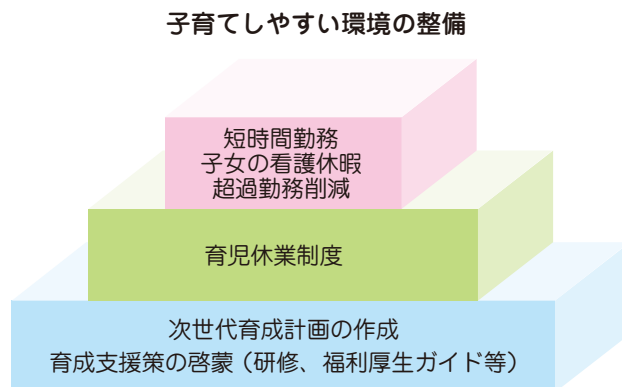 子育てしやすい環境の整備
短時間勤務
子女の看護休暇
超過勤務削減
育児休業制度
次世代育成計画の作成
育成支援策の啓蒙（研修、福利厚生ガイド等）